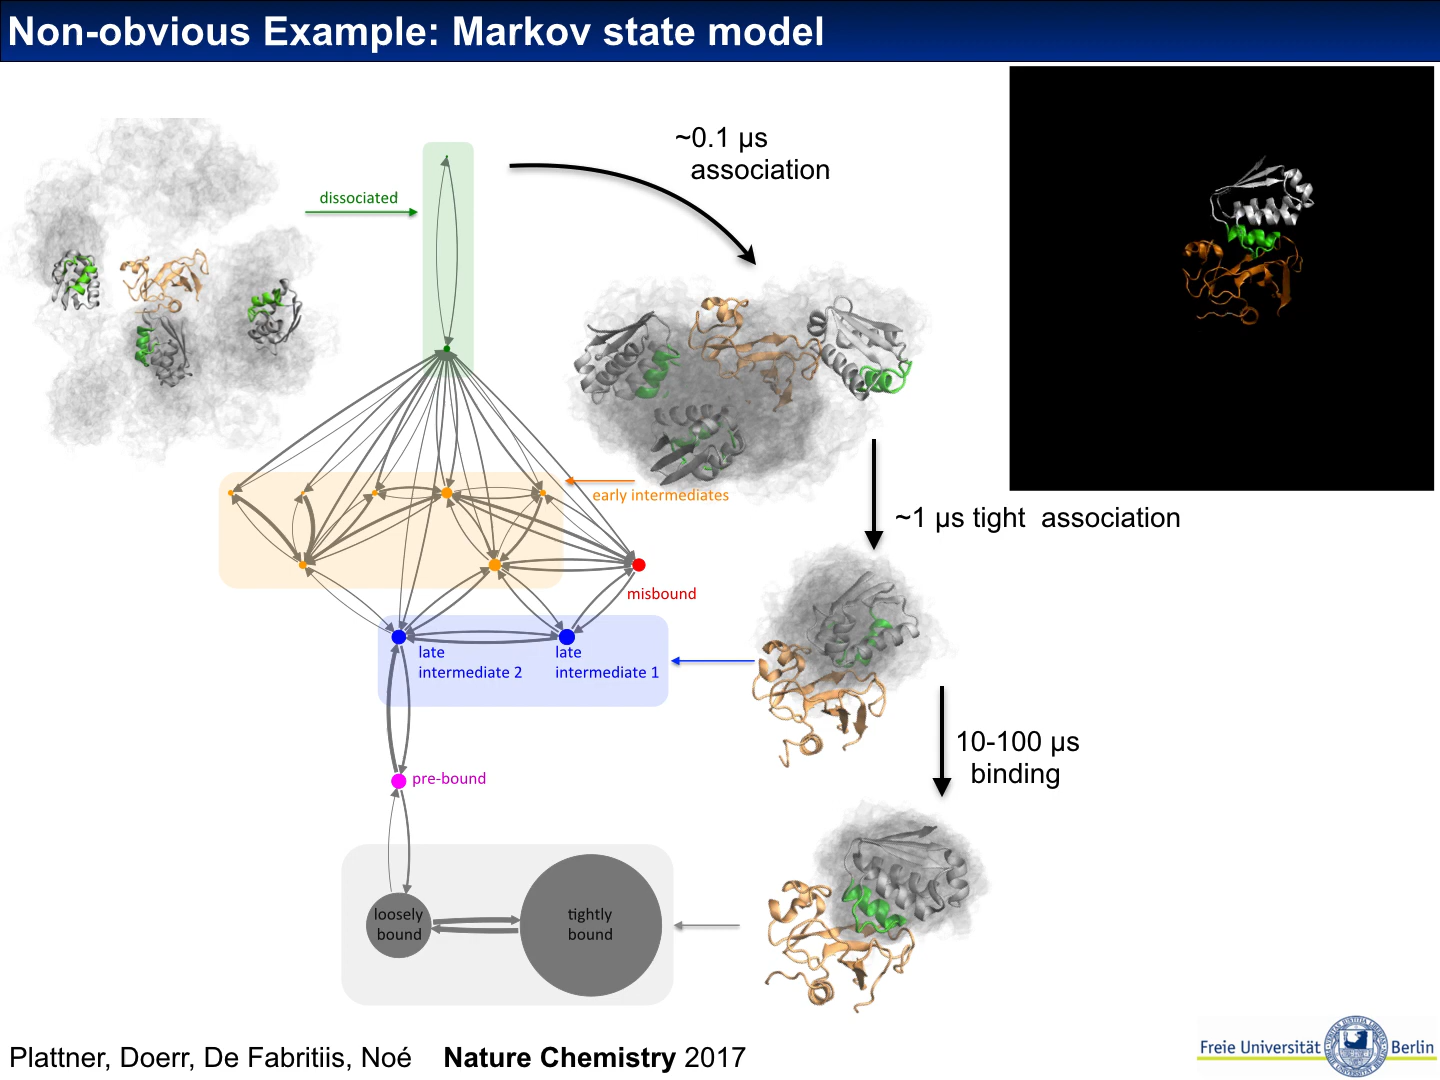 Non-obvious Example: Markov state model
~0.1 µs
association
dissociated
early intermediates
~1 µs tight  association
misbound
late
intermediate 2
late
intermediate 1
10-100 µs
binding
pre-bound
loosely
bound
tightly
bound
Plattner, Doerr, De Fabritiis, Noé    Nature Chemistry 2017
Freie Universität Berlin